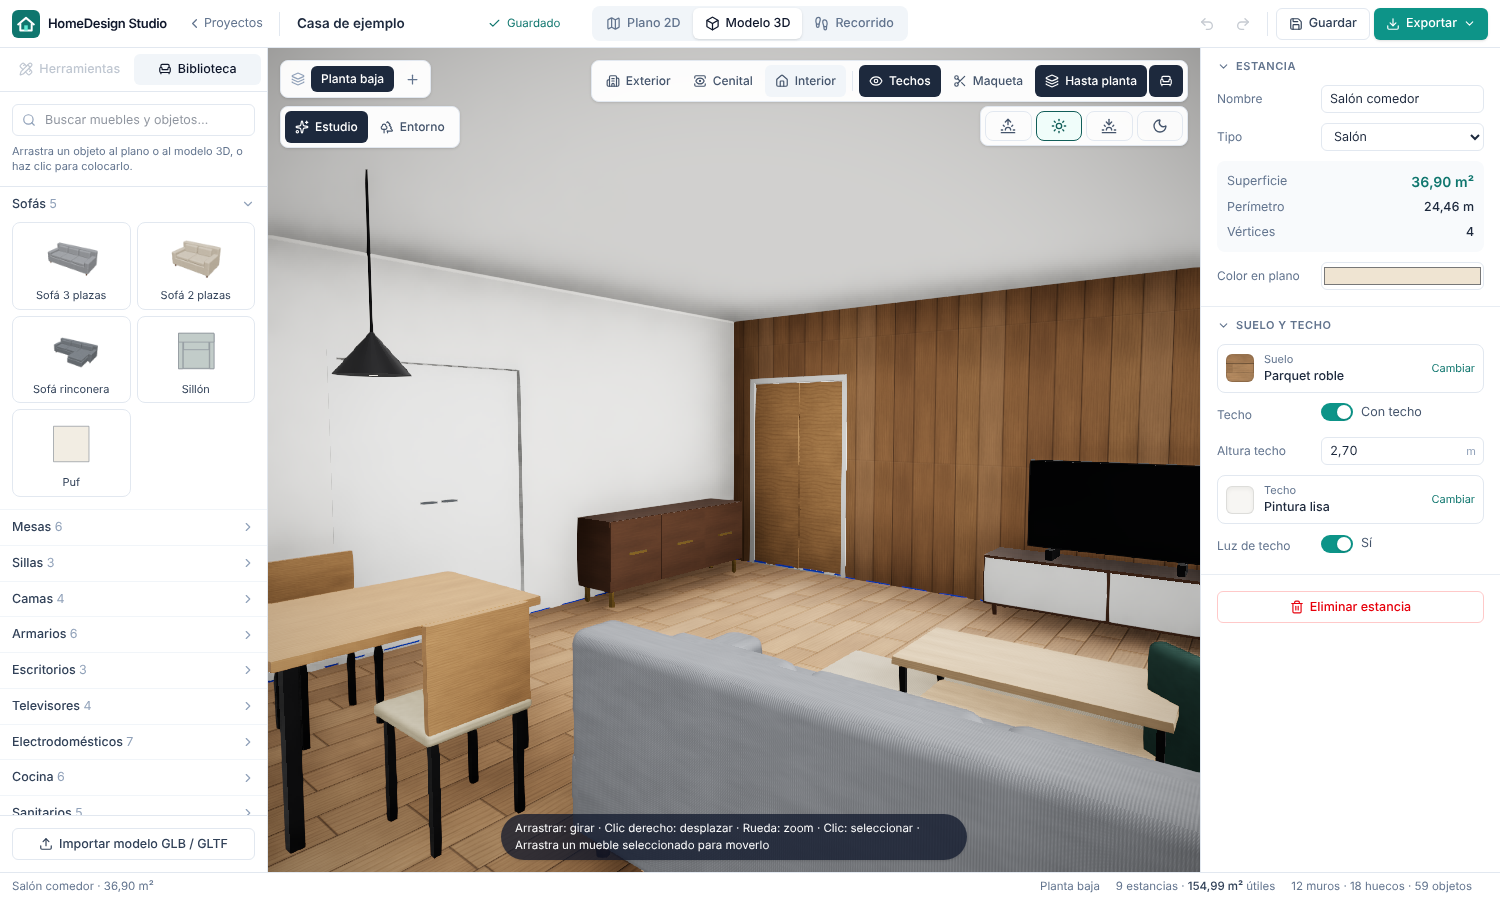 HomeDesign Studio
Proyectos
Casa de ejemplo
Guardado
Plano 2D
Modelo 3D
Recorrido
Guardar
Exportar
Herramientas
Biblioteca
Buscar muebles y objetos...
Arrastra un objeto al plano o al modelo 3D, o
haz clic para colocarlo.
Sofás 5
Sofá 3 plazas
Sofá 2 plazas
Sofá rinconera
Sillón
Puf
Mesas 6
Sillas 3
Camas 4
Armarios 6
Escritorios 3
Televisores 4
Electrodomésticos 7
Cocina 6
Sanitarios 5
Importar modelo GLB / GLTF
Planta baja
Exterior
Cenital
Interior
Techos
Maqueta
Hasta planta
Estudio
Entorno
Arrastrar: girar · Clic derecho: desplazar · Rueda: zoom · Clic: seleccionar ·
Arrastra un mueble seleccionado para moverlo
ESTANCIA
Nombre
Salón comedor
Tipo
Salón
Superficie
36,90 m²
Perímetro
24,46 m
Vértices
4
Color en plano
SUELO Y TECHO
Suelo
Parquet roble
Cambiar
Techo
Con techo
Altura techo
2,70
m
Techo
Pintura lisa
Cambiar
Luz de techo
Sí
Eliminar estancia
Salón comedor · 36,90 m²
Planta baja
9 estancias · 154,99 m² útiles
12 muros · 18 huecos · 59 objetos